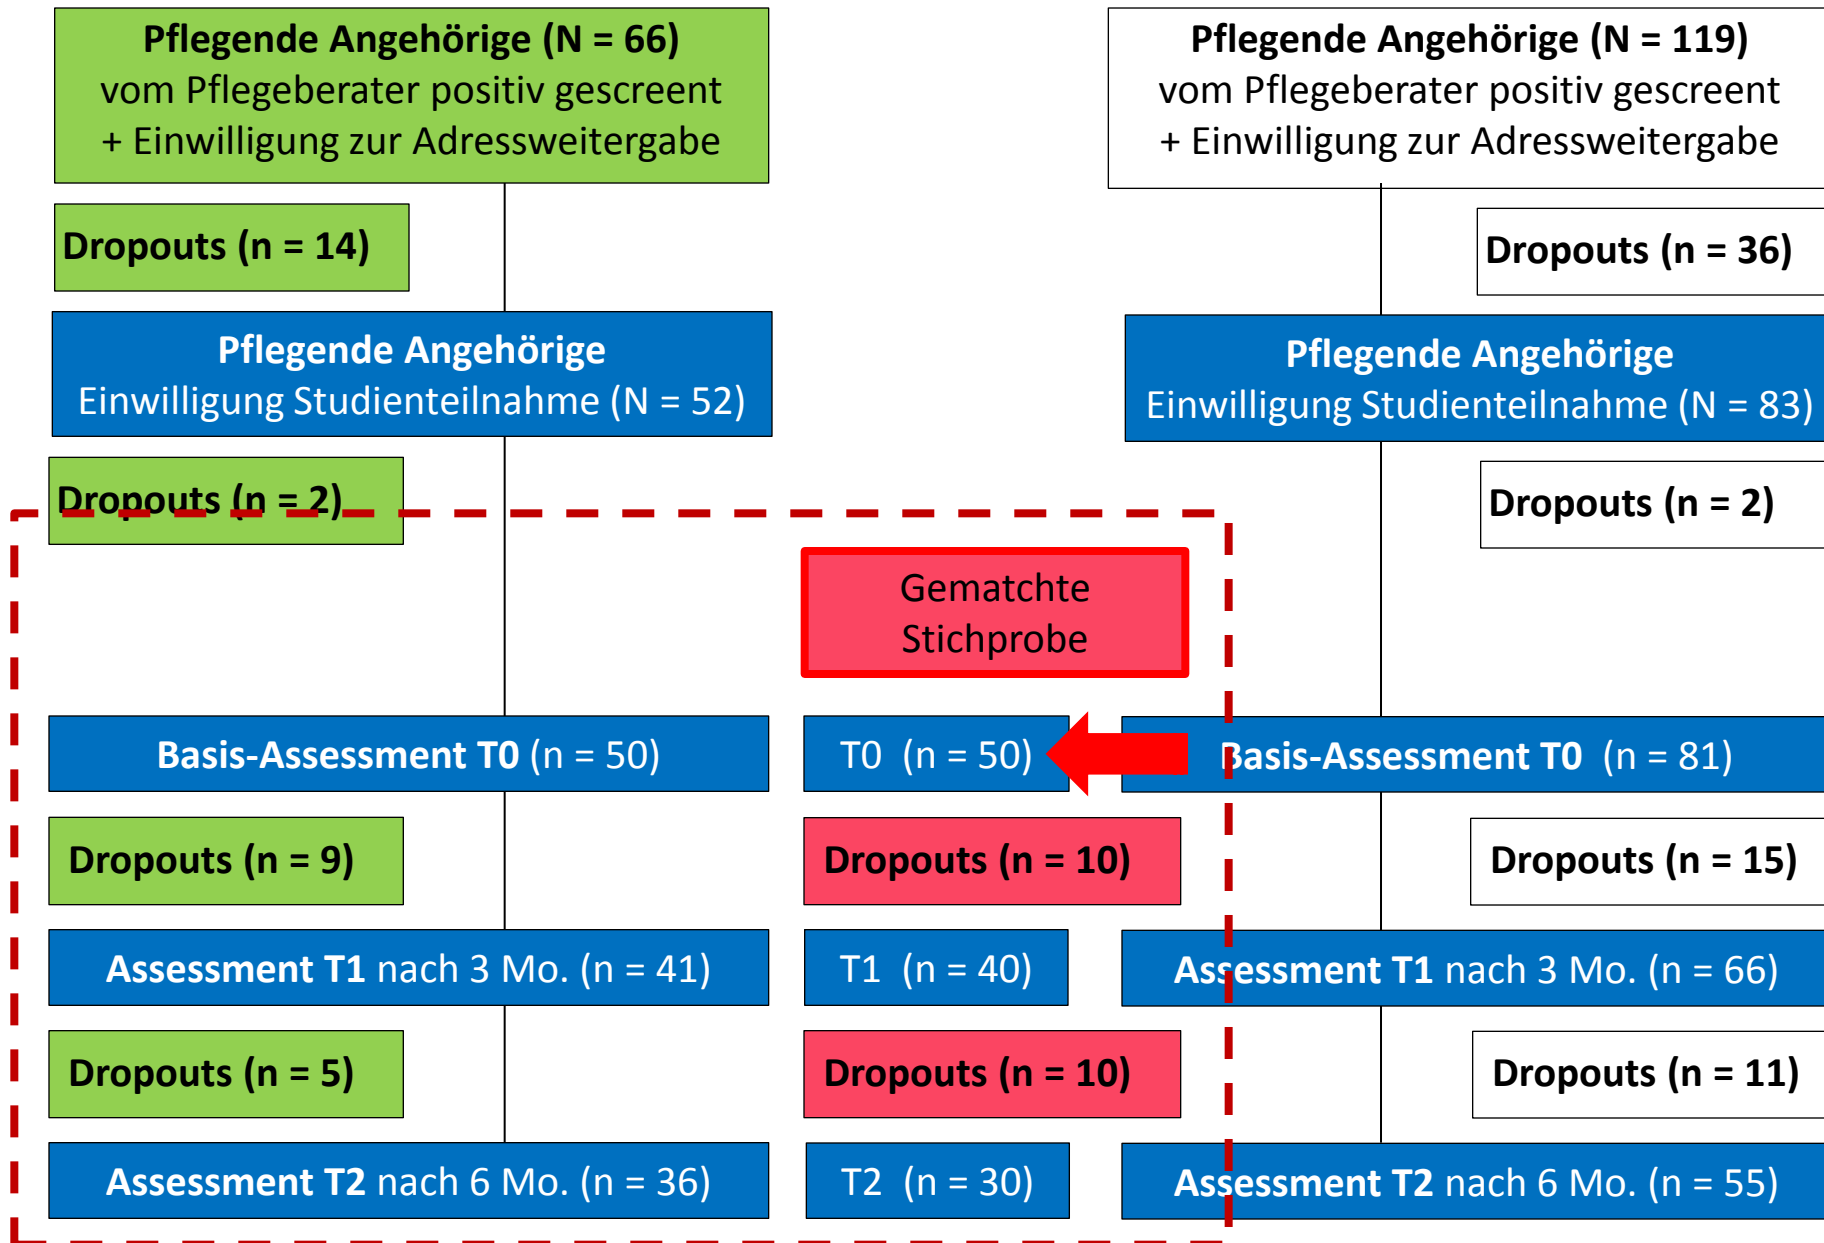 Pflegende Angehörige (N = 66)
vom Pflegeberater positiv gescreent
+ Einwilligung zur Adressweitergabe
Pflegende Angehörige (N = 119)
vom Pflegeberater positiv gescreent
+ Einwilligung zur Adressweitergabe
Dropouts (n = 14)
Dropouts (n = 36)
Pflegende Angehörige
Einwilligung Studienteilnahme (N = 52)
Pflegende Angehörige
Einwilligung Studienteilnahme (N = 83)
Dropouts (n = 2)
Dropouts (n = 2)
Gematchte
Stichprobe
Basis-Assessment T0 (n = 50)
T0 (n = 50)
Basis-Assessment T0 (n = 81)
Dropouts (n = 9)
Dropouts (n = 10)
Dropouts (n = 15)
Assessment T1 nach 3 Mo. (n = 41)
T1 (n = 40)
Assessment T1 nach 3 Mo. (n = 66)
Dropouts (n = 5)
Dropouts (n = 10)
Dropouts (n = 11)
Assessment T2 nach 6 Mo. (n = 36)
T2 (n = 30)
Assessment T2 nach 6 Mo. (n = 55)